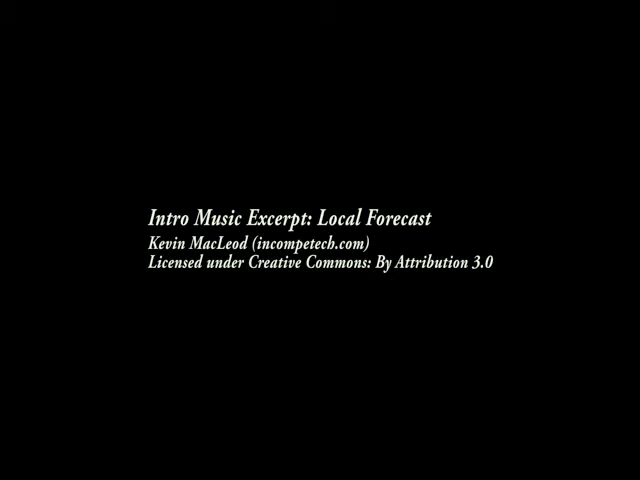 Intro Music Excerpt: Local Forecast
Kevin MacLeod (incompetech.com)
Licensed under Creative Commons: By Attribution 3.0